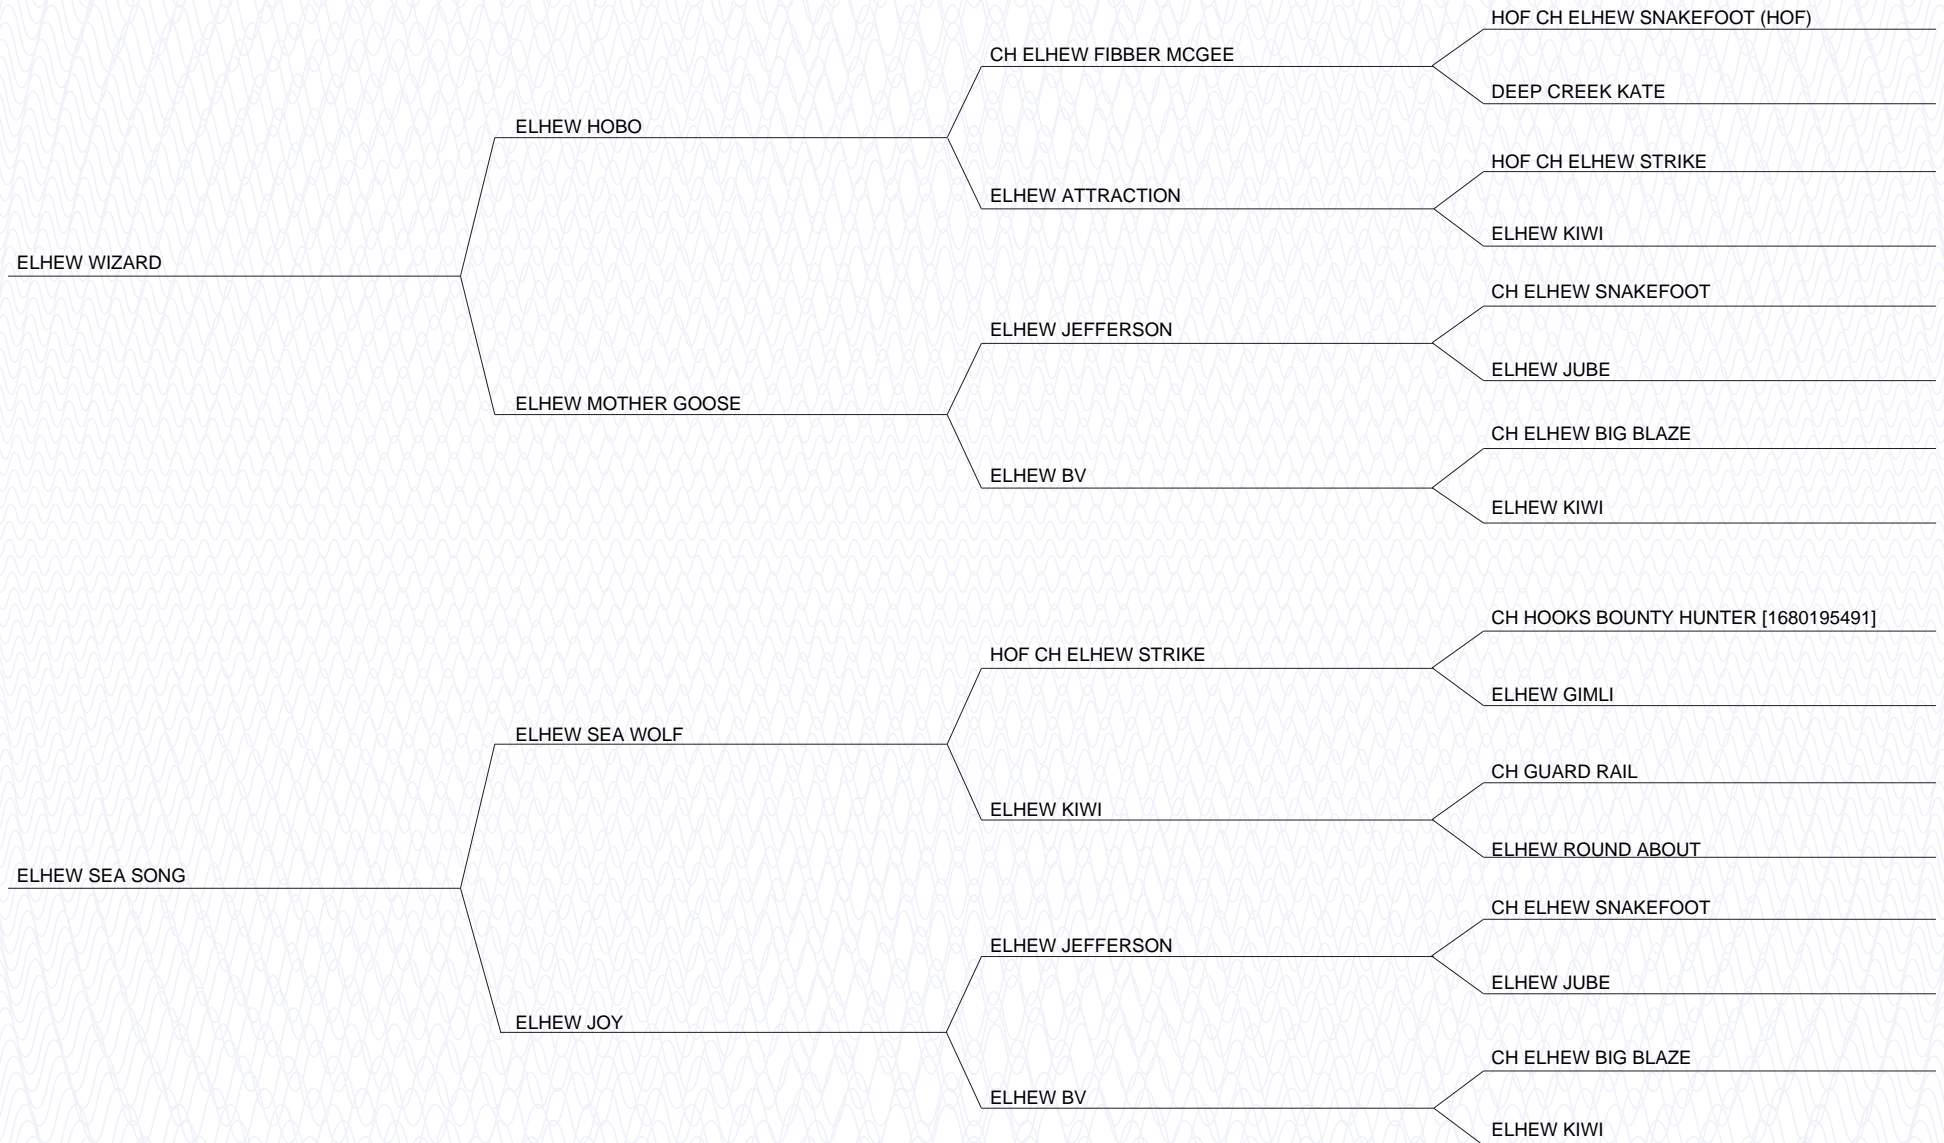 HOF CH ELHEW SNAKEFOOT (HOF)
CH ELHEW FIBBER MCGEE
DEEP CREEK KATE
ELHEW HOBO
HOF CH ELHEW STRIKE
ELHEW ATTRACTION
ELHEW KIWI
ELHEW WIZARD
CH ELHEW SNAKEFOOT
ELHEW JEFFERSON
ELHEW JUBE
ELHEW MOTHER GOOSE
CH ELHEW BIG BLAZE
ELHEW BV
ELHEW KIWI
CH HOOKS BOUNTY HUNTER [1680195491]
HOF CH ELHEW STRIKE
ELHEW GIMLI
ELHEW SEA WOLF
CH GUARD RAIL
ELHEW KIWI
ELHEW ROUND ABOUT
ELHEW SEA SONG
CH ELHEW SNAKEFOOT
ELHEW JEFFERSON
ELHEW JUBE
ELHEW JOY
CH ELHEW BIG BLAZE
ELHEW BV
ELHEW KIWI